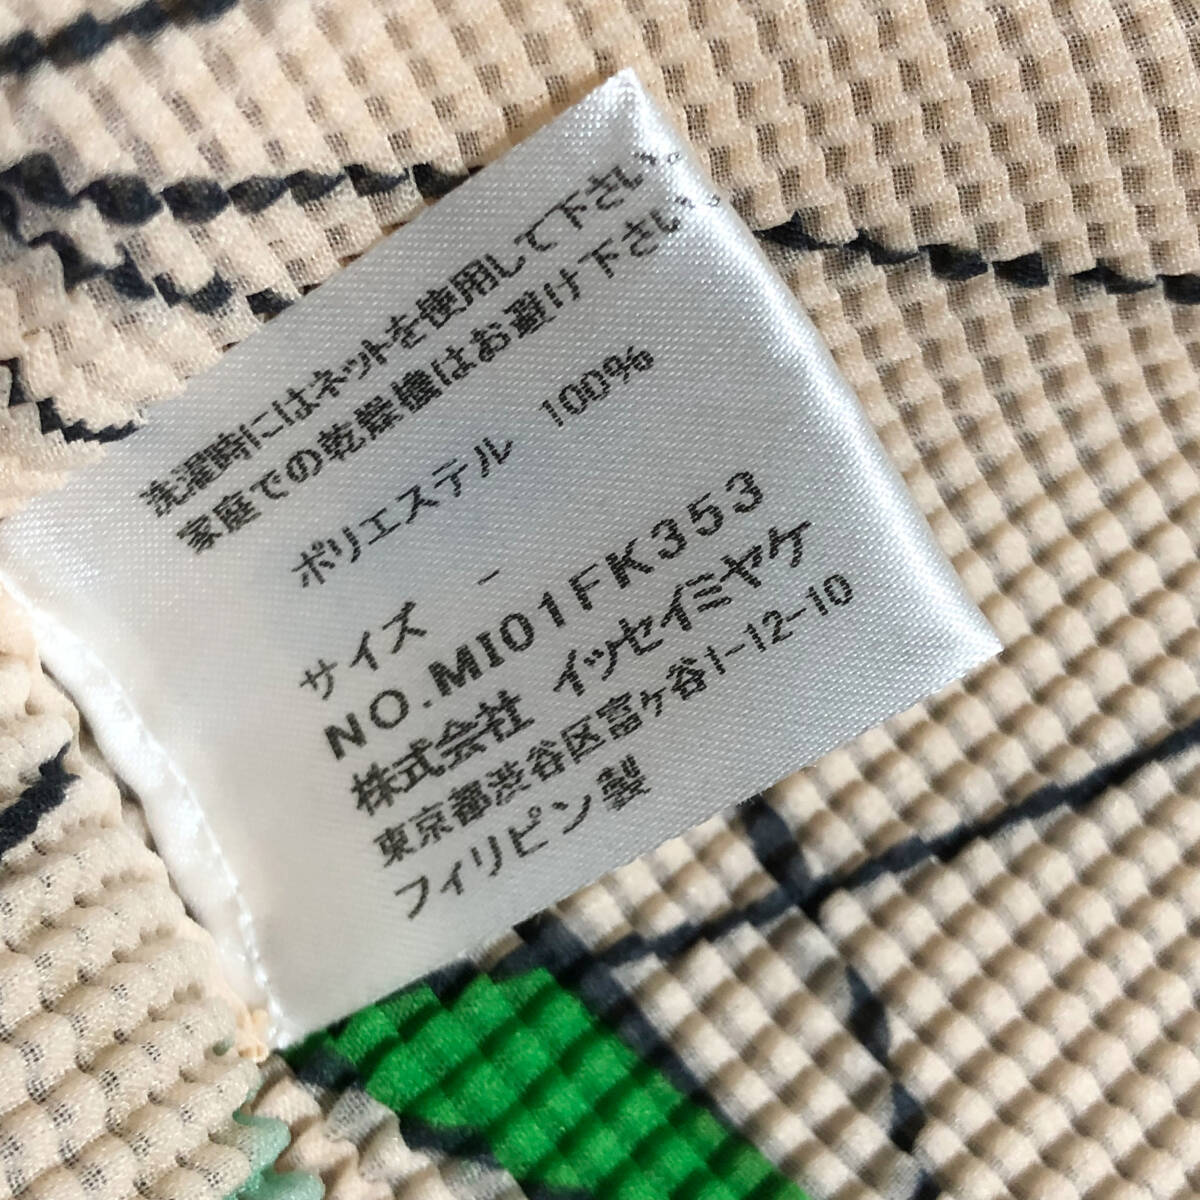 洗濯時にはネットを使用して下さい。
家庭での乾燥機はお避け下さい。
ポリエステル 100%
サイズ -
NO.MI01FK353
株式会社 イッセイミヤケ
東京都渋谷区富ヶ谷1-12-10
フィリピン製